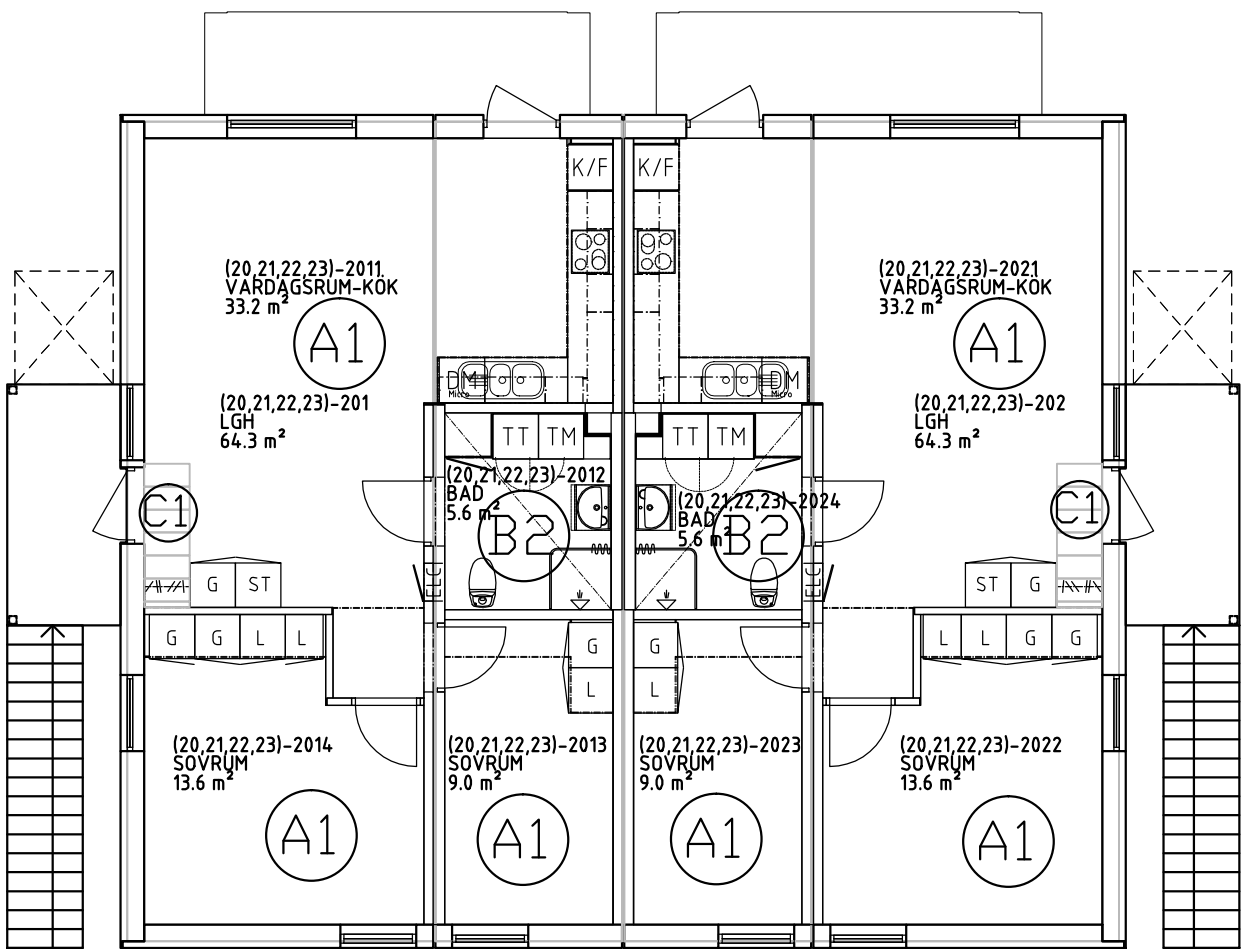 K/F
K/F
(20,21,22,23)-2011
VARDAGSRUM-KÖK
33.2 m²
A1
(20,21,22,23)-2021
VARDAGSRUM-KÖK
33.2 m²
A1
DM
Micro
DM
Micro
(20,21,22,23)-201
LGH
64.3 m²
(20,21,22,23)-202
LGH
64.3 m²
TT
TM
TT
TM
(20,21,22,23)-2012
BAD
5.6 m²
B2
(20,21,22,23)-2024
BAD
5.6 m²
B2
C1
C1
G
ST
ELC
ELC
ST
G
G
G
L
L
G
L
G
L
L
L
G
G
(20,21,22,23)-2014
SOVRUM
13.6 m²
A1
(20,21,22,23)-2013
SOVRUM
9.0 m²
A1
(20,21,22,23)-2023
SOVRUM
9.0 m²
A1
(20,21,22,23)-2022
SOVRUM
13.6 m²
A1